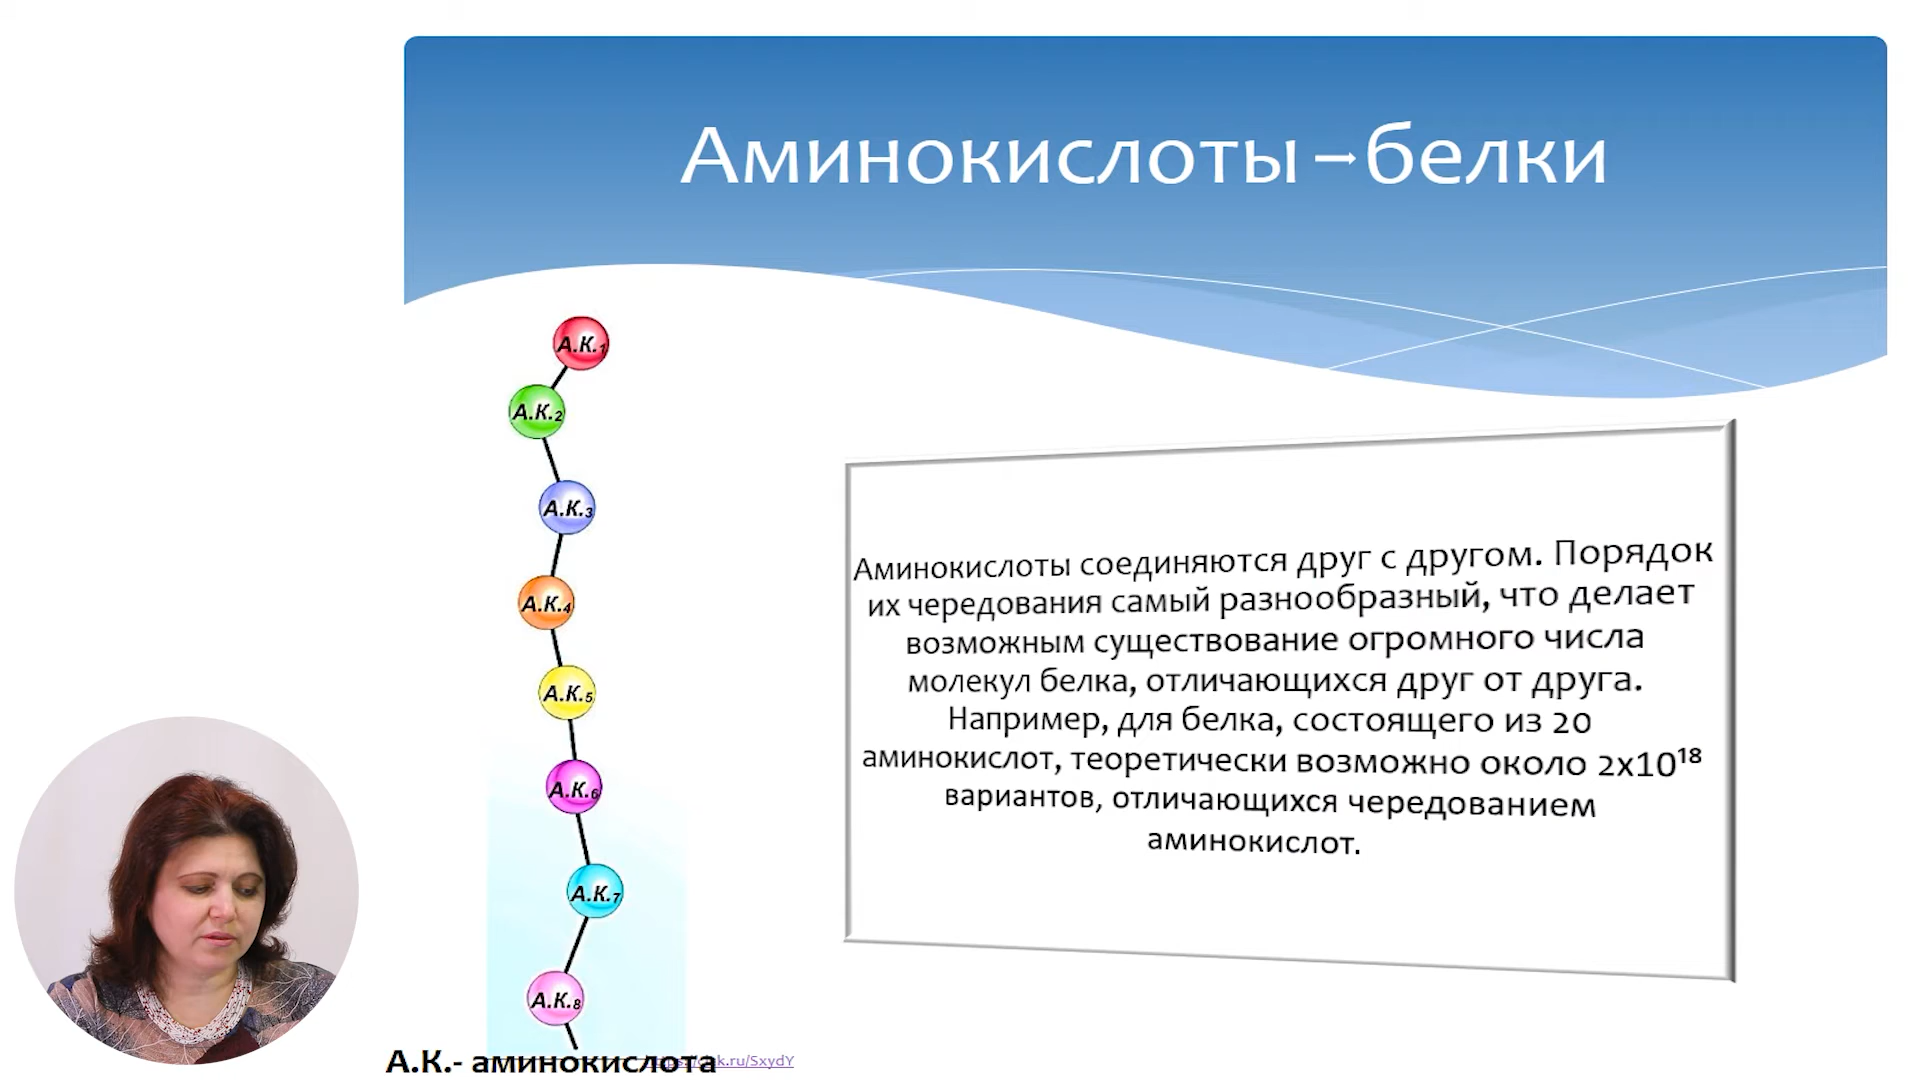 Аминокислоты →белки
А.К.1
А.К.2
А.К.3
А.К.4
А.К.5
А.К.6
А.К.7
А.К.8
Аминокислоты соединяются друг с другом. Порядок
их чередования самый разнообразный, что делает
возможным существование огромного числа
молекул белка, отличающихся друг от друга.
Например, для белка, состоящего из 20
аминокислот, теоретически возможно около 2х10¹⁸
вариантов, отличающихся чередованием
аминокислот.
А.К.- аминокислота